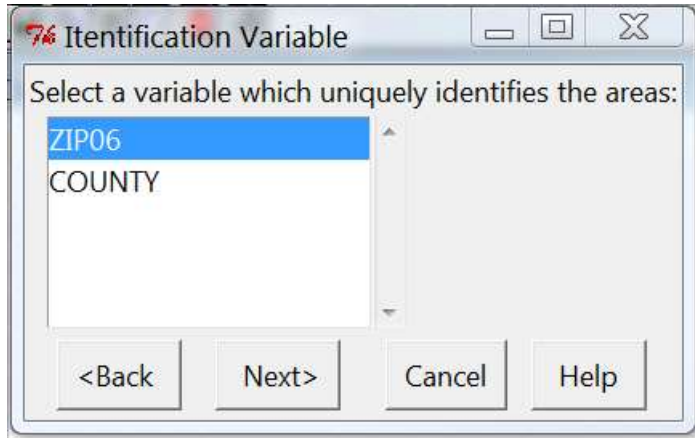 Itentification Variable
Select a variable which uniquely identifies the areas:
ZIP06
COUNTY
<Back Next> Cancel Help